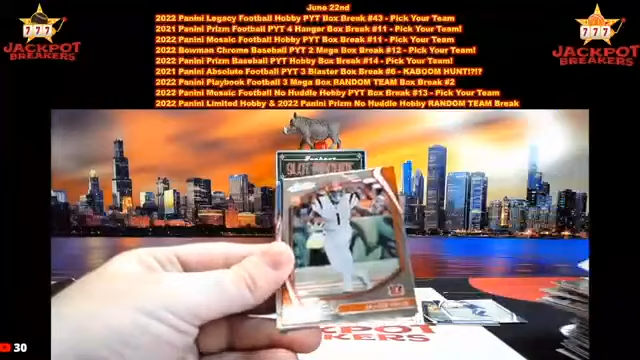 June 22nd
2022 Panini Legacy Football Hobby PYT Box Break #43 - Pick Your Team
2021 Panini Prizm Football PYT 4 Hanger Box Break #11 - Pick Your Team!
2022 Panini Mosaic Football Hobby PYT Box Break #11 - Pick Your Team!
2022 Bowman Chrome Baseball PYT 2 Mega Box Break #12 - Pick Your Team!
2022 Panini Prizm Baseball PYT Hobby Box Break #14 - Pick Your Team!
2021 Panini Absolute Football PYT 3 Blaster Box Break #6 - KABOOM HUNT!?!?
2022 Panini Playbook Football 3 Mega Box RANDOM TEAM Box Break #2
2022 Panini Mosaic Football No Huddle Hobby PYT Box Break #13 - Pick Your Team
2022 Panini Limited Hobby & 2022 Panini Prizm No Huddle Hobby RANDOM TEAM Break
777
JACKPOT
BREAKERS
777
JACKPOT
BREAKERS
1
JACKPOT
30